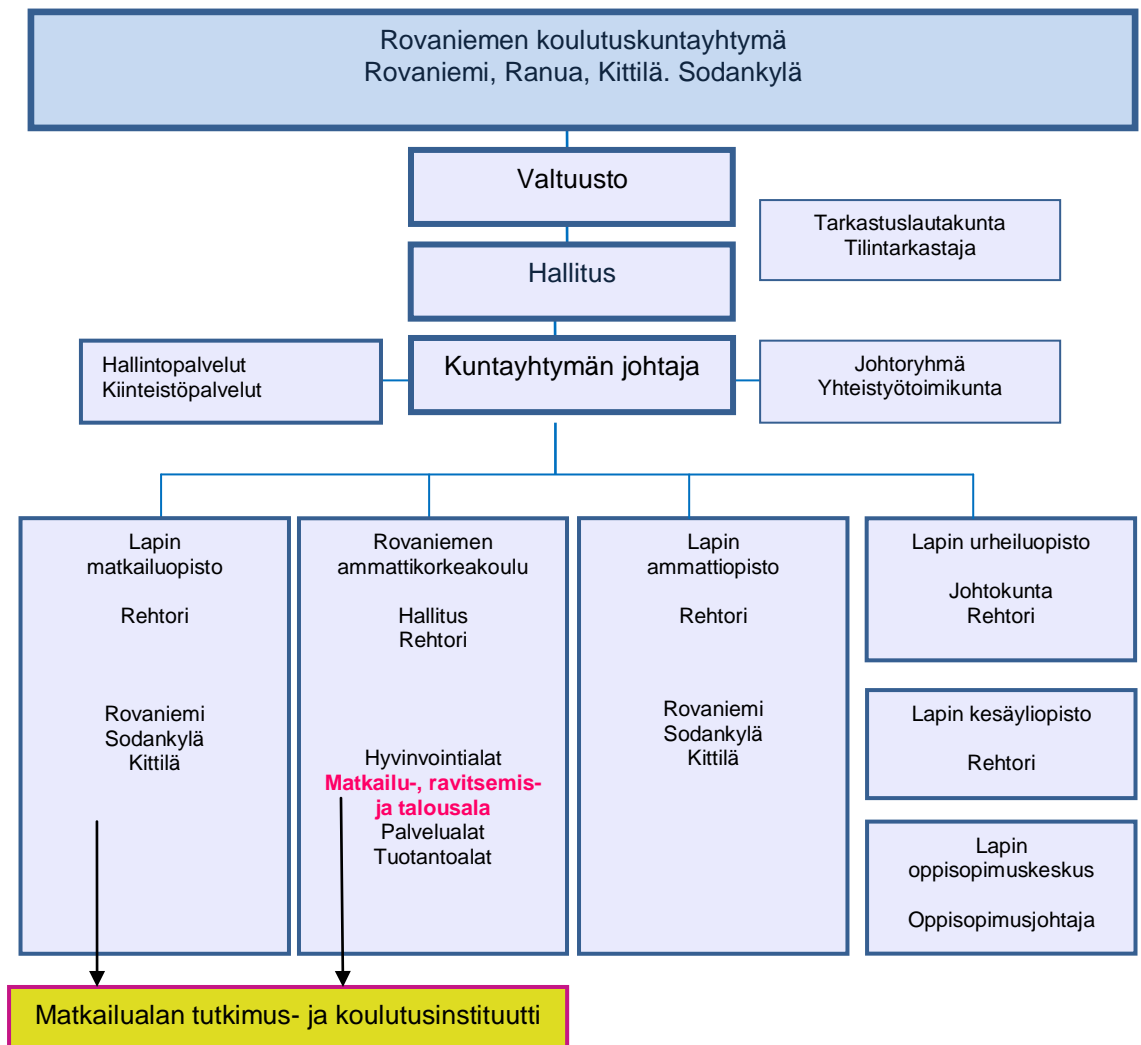 Rovaniemen koulutuskuntayhtymä
Rovaniemi, Ranua, Kittilä. Sodankylä
Valtuusto
Tarkastuslautakunta
Tilintarkastaja
Hallitus
Hallintopalvelut
Kiinteistöpalvelut
Kuntayhtymän johtaja
Johtoryhmä
Yhteistyötoimikunta
Lapin
matkailuopisto
Rehtori
Rovaniemi
Sodankylä
Kittilä
Rovaniemen
ammattikorkeakoulu
Hallitus
Rehtori
Hyvinvointialat
Matkailu-, ravitsemis-
ja talousala
Palvelualat
Tuotantoalat
Lapin
ammattiopisto
Rehtori
Rovaniemi
Sodankylä
Kittilä
Lapin urheiluopisto
Johtokunta
Rehtori
Lapin kesäyliopisto
Rehtori
Lapin
oppisopimuskeskus
Oppisopimusjohtaja
Matkailualan tutkimus- ja koulutusinstituutti